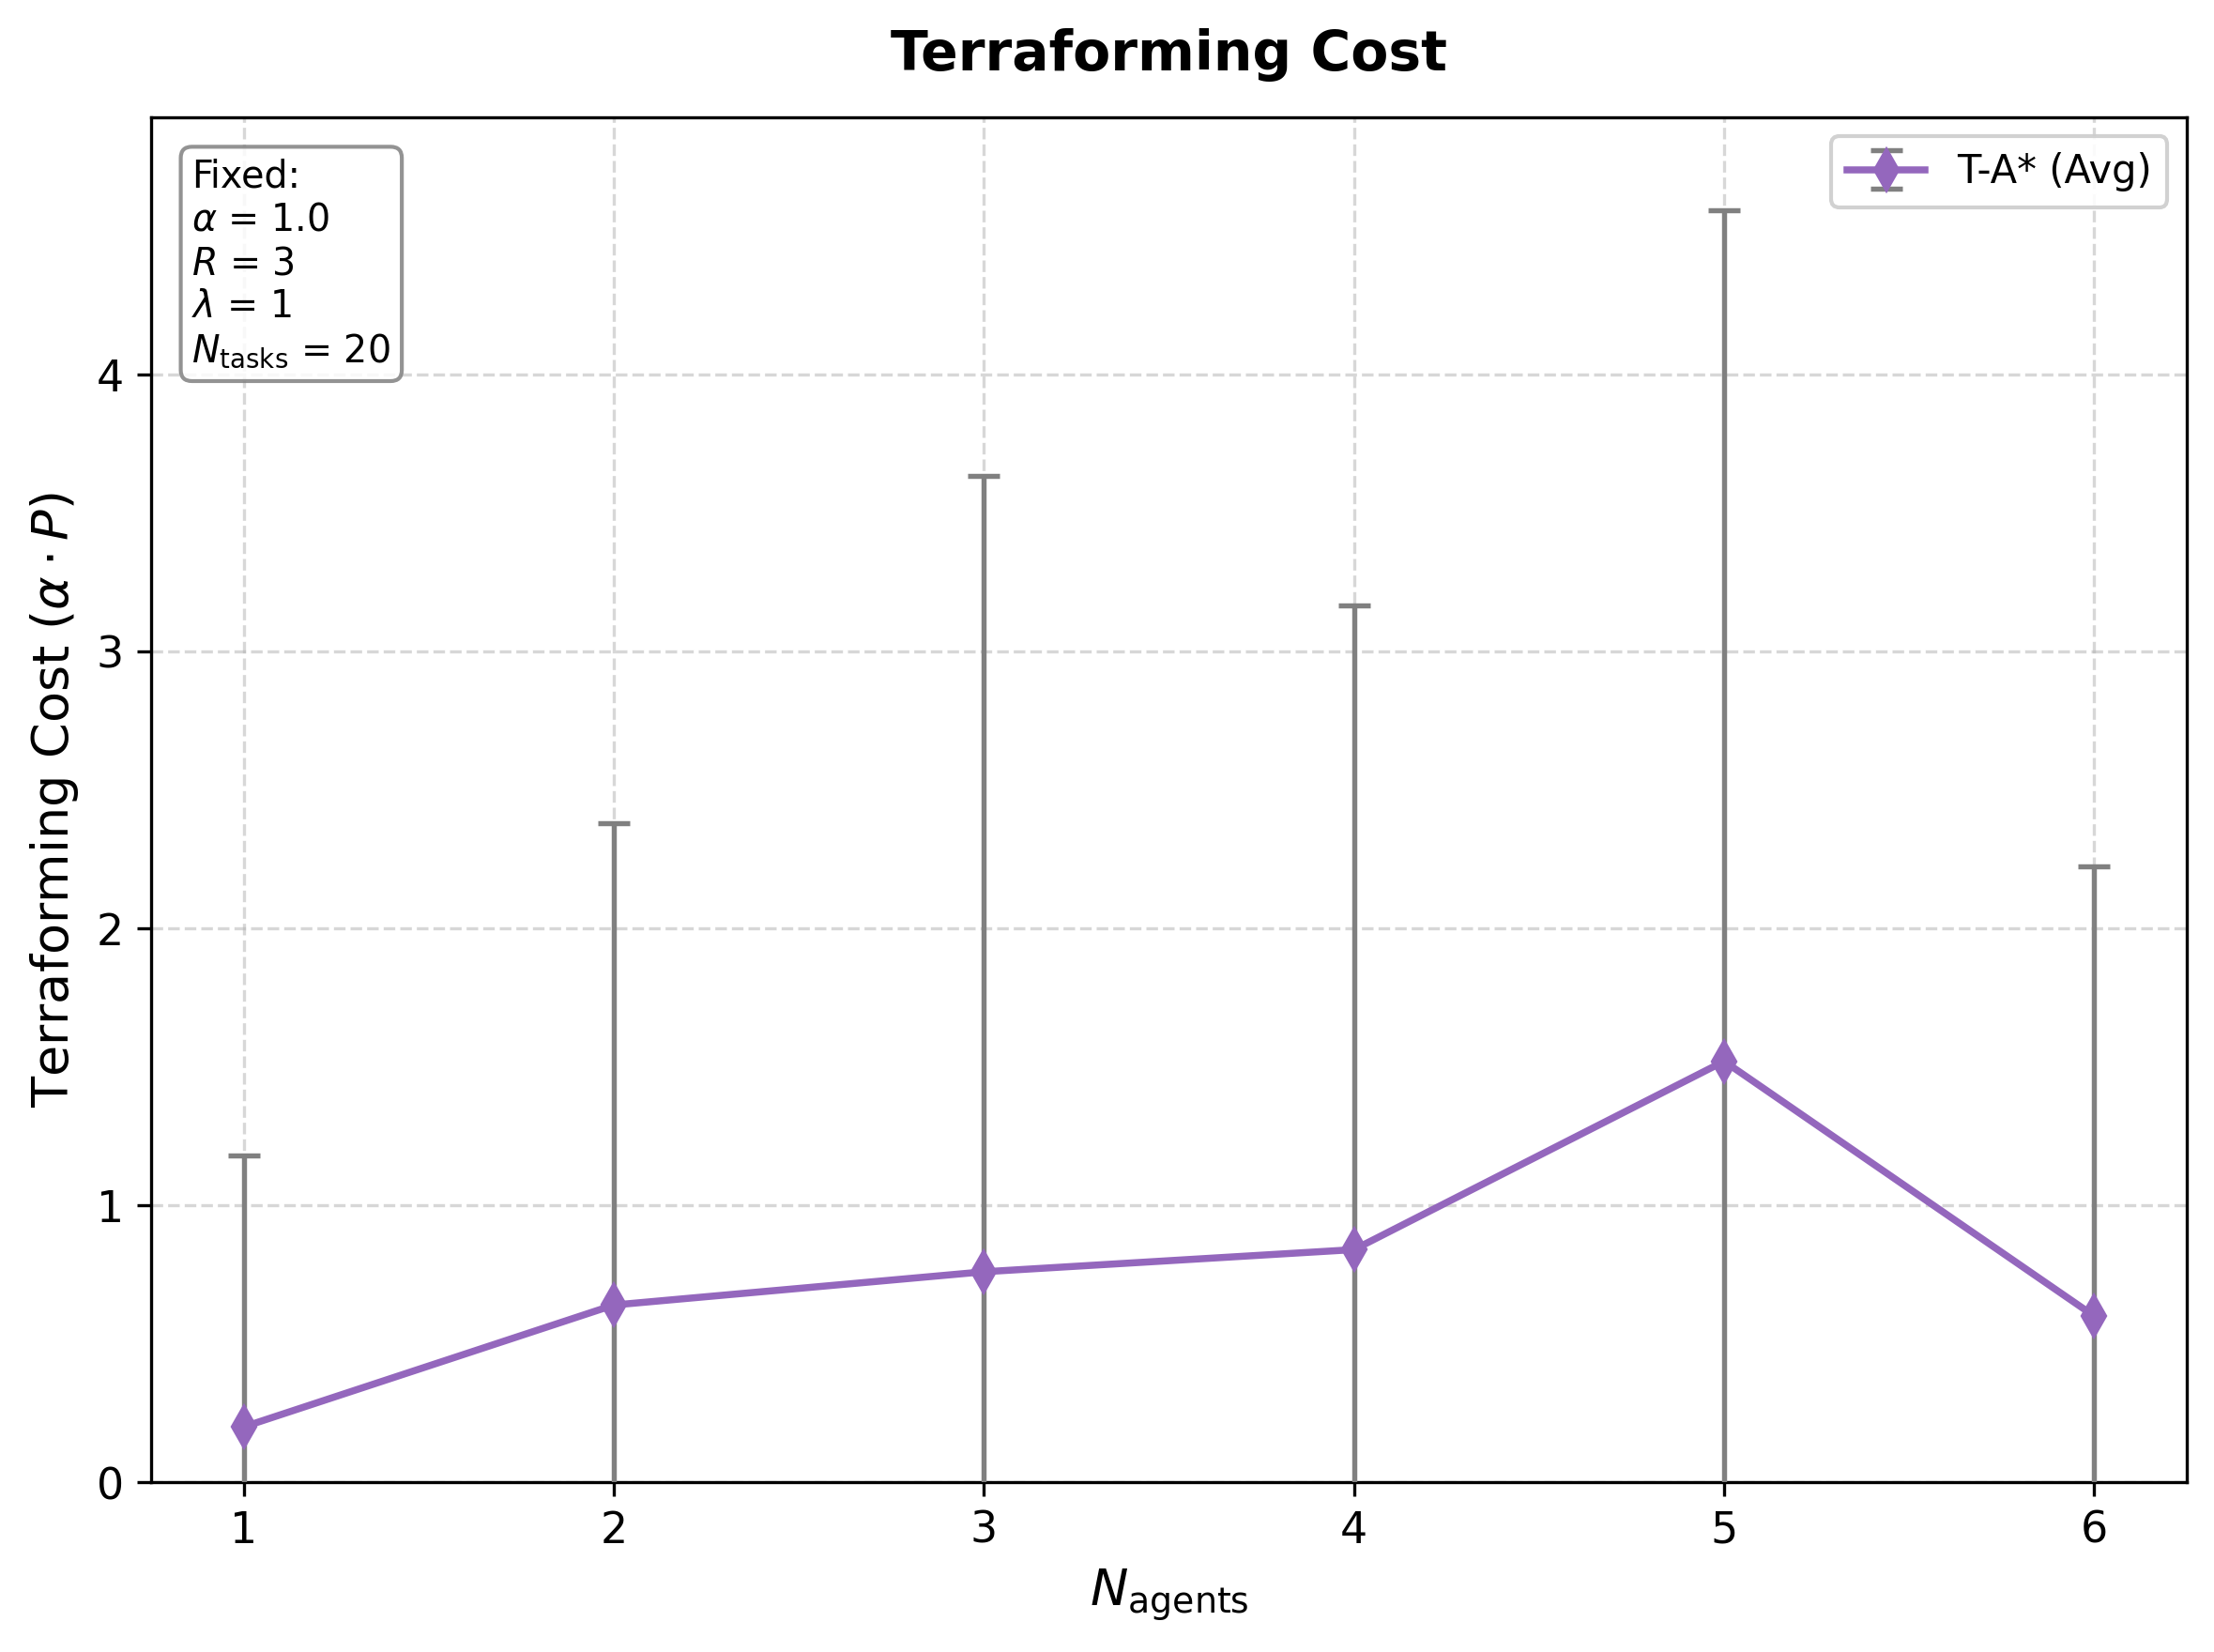 Terraforming Cost
Fixed:
α = 1.0
R = 3
λ = 1
N_tasks = 20
T-A* (Avg)
Terraforming Cost (α · P)
4
3
2
1
0
1 2 3 4 5 6
N_agents